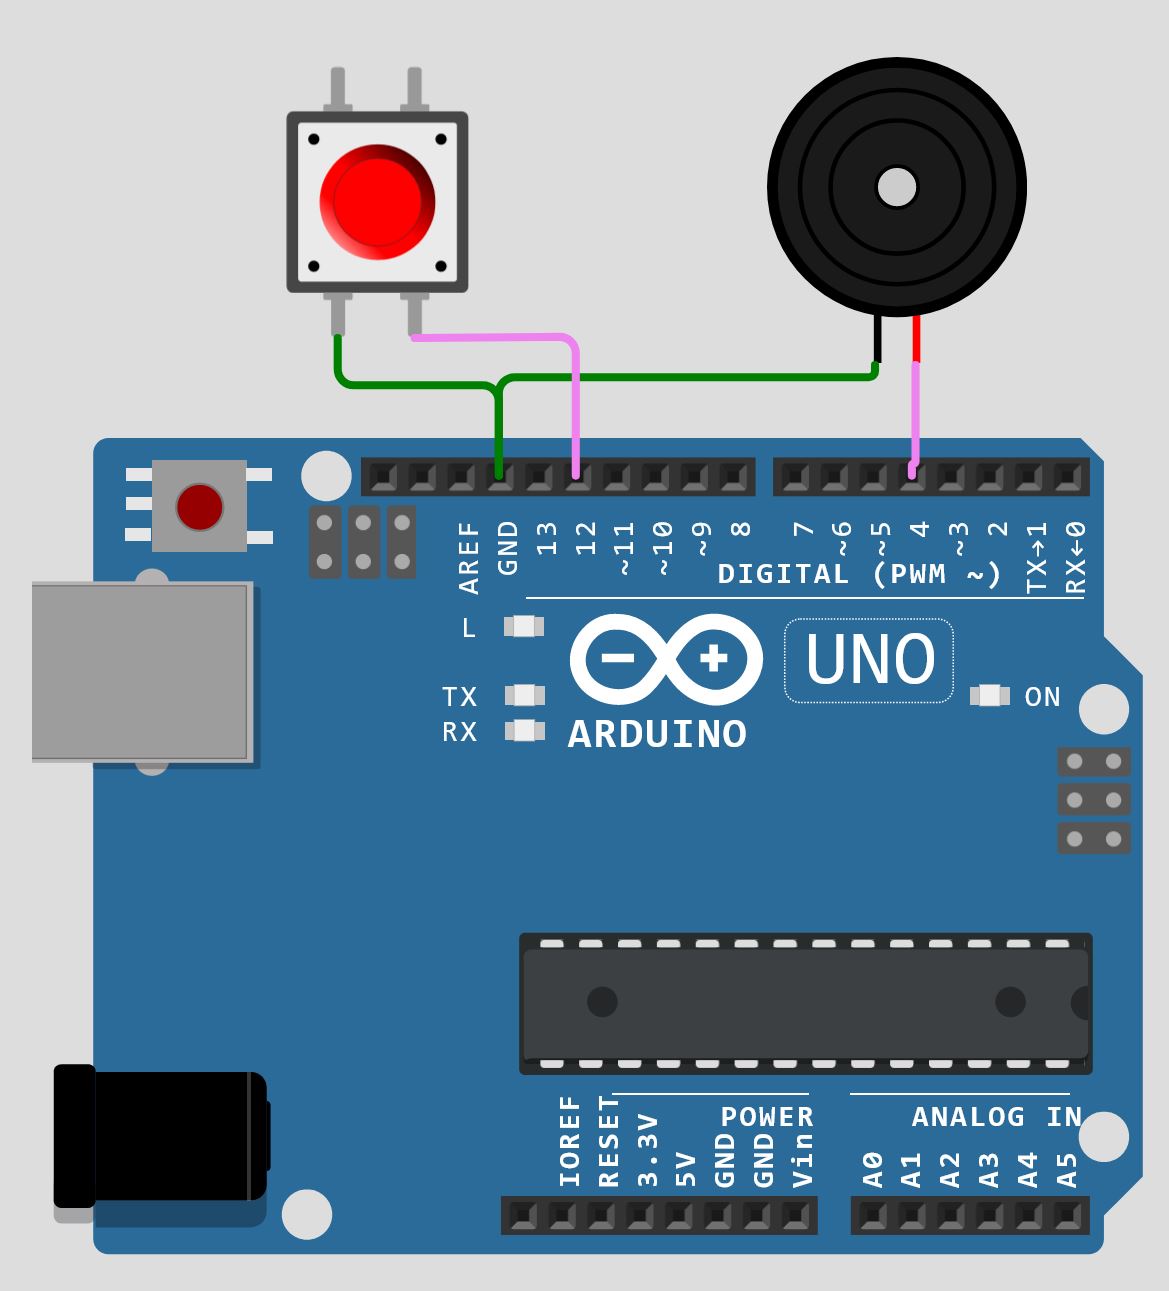 AREF
GND
13
12
~11
~10
~9
8
7
~6
~5
4
~3
2
TX→1
RX←0
DIGITAL (PWM ~)
L
TX
RX
UNO
ON
ARDUINO
IOREF
RESET
3.3V
5V
GND
GND
Vin
POWER
ANALOG IN
A0
A1
A2
A3
A4
A5